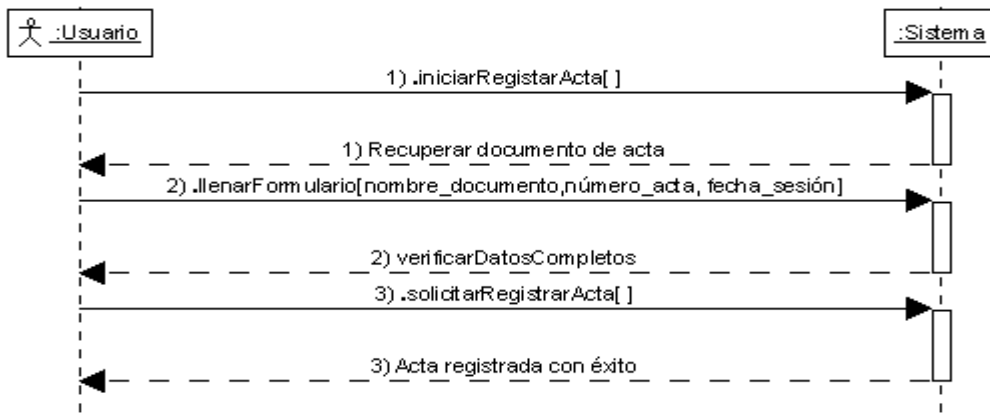 :Usuario
:Sistema
1) .iniciarRegistarActa[ ]
1) Recuperar documento de acta
2) .llenarFormulario[nombre_documento,número_acta, fecha_sesión]
2) verificarDatosCompletos
3) .solicitarRegistrarActa[ ]
3) Acta registrada con éxito